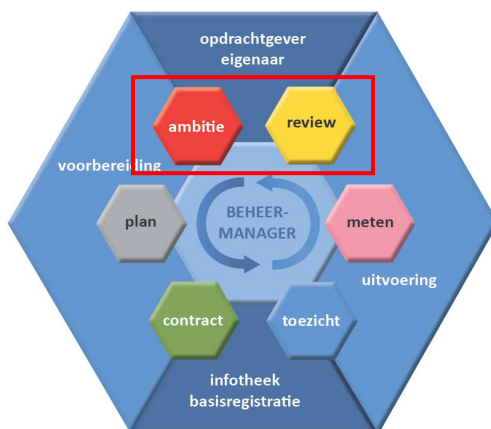 opdrachtgever
eigenaar
ambitie
review
voorbereiding
plan
BEHEER-
MANAGER
meten
uitvoering
contract
toezicht
infotheek
basisregistratie